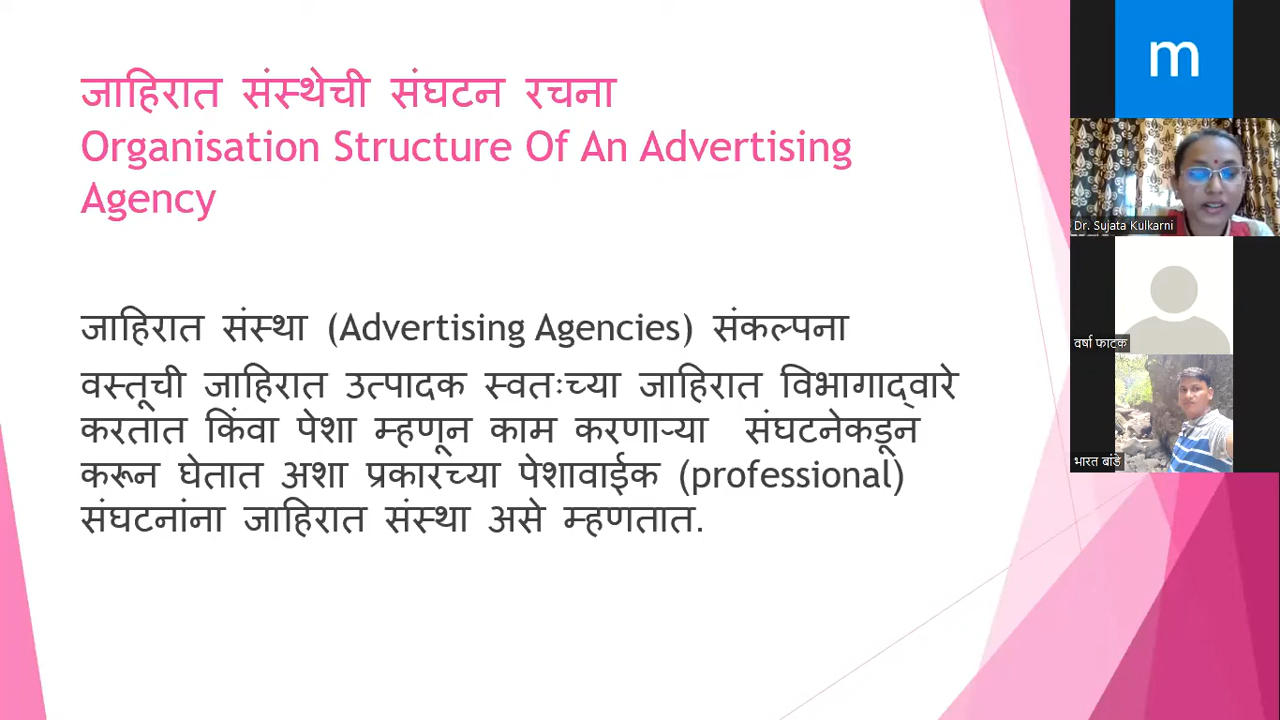 जाहिरात संस्थेची संघटन रचना
Organisation Structure Of An Advertising
Agency
जाहिरात संस्था (Advertising Agencies) संकल्पना
वस्तूची जाहिरात उत्पादक स्वतःच्या जाहिरात विभागाद्वारे
करतात किंवा पेशा म्हणून काम करणाऱ्या संघटनेकडून
करून घेतात अशा प्रकारच्या पेशावाईक (professional)
संघटनांना जाहिरात संस्था असे म्हणतात.
m
Dr. Sujata Kulkarni
वर्षा फाटक
भारत बांडे